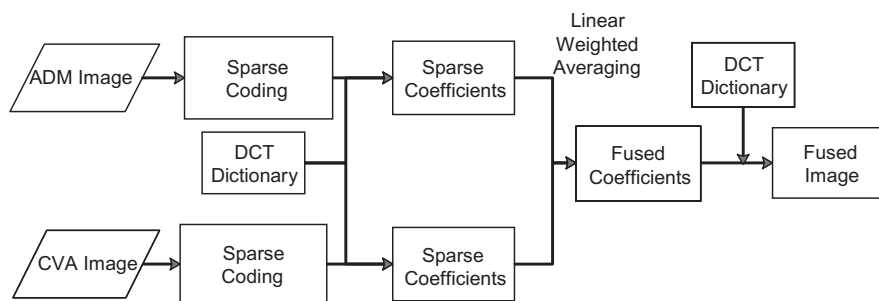 ADM Image
Sparse
Coding
Sparse
Coefficients
Linear
Weighted
Averaging
DCT
Dictionary
DCT
Dictionary
Fused
Coefficients
Fused
Image
CVA Image
Sparse
Coding
Sparse
Coefficients